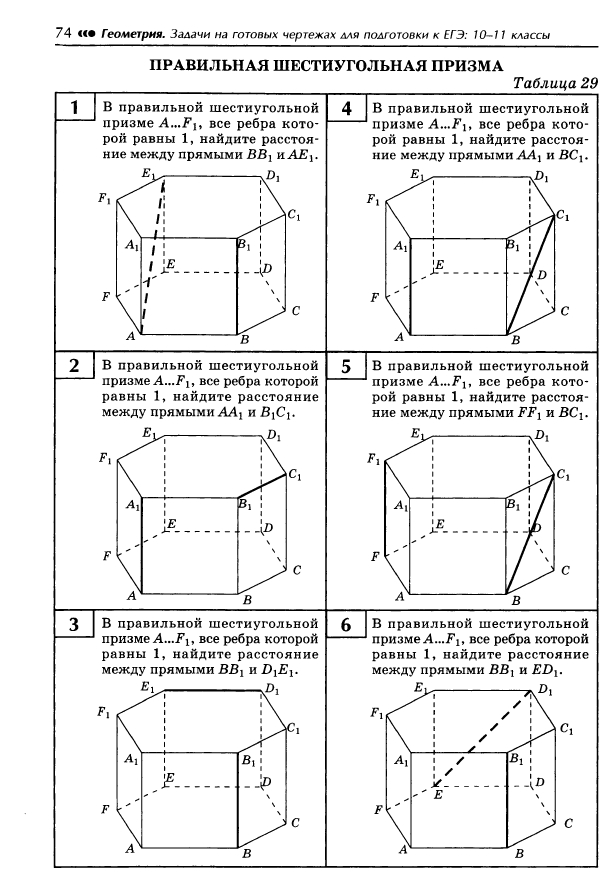 74 «« Геометрия. Задачи на готовых чертежах для подготовки к ЕГЭ: 10–11 классы
ПРАВИЛЬНАЯ ШЕСТИУГОЛЬНАЯ ПРИЗМА
Таблица 29
1
В правильной шестиугольной
призме A...F₁, все ребра кото-
рой равны 1, найдите расстоя-
ние между прямыми BB₁ и AE₁.
E₁ D₁
F₁ C₁
A₁ B₁
E D
F C
A B
2
В правильной шестиугольной
призме A...F₁, все ребра которой
равны 1, найдите расстояние
между прямыми AA₁ и B₁C₁.
E₁ D₁
F₁ C₁
A₁ B₁
E D
F C
A B
3
В правильной шестиугольной
призме A...F₁, все ребра которой
равны 1, найдите расстояние
между прямыми BB₁ и D₁E₁.
E₁ D₁
F₁ C₁
A₁ B₁
E D
F C
A B
4
В правильной шестиугольной
призме A...F₁, все ребра кото-
рой равны 1, найдите расстоя-
ние между прямыми AA₁ и BC₁.
E₁ D₁
F₁ C₁
A₁ B₁
E D
F C
A B
5
В правильной шестиугольной
призме A...F₁, все ребра кото-
рой равны 1, найдите расстоя-
ние между прямыми FF₁ и BC₁.
E₁ D₁
F₁ C₁
A₁ B₁
E D
F C
A B
6
В правильной шестиугольной
призме A...F₁, все ребра которой
равны 1, найдите расстояние
между прямыми BB₁ и ED₁.
E₁ D₁
F₁ C₁
A₁ B₁
E D
F C
A B